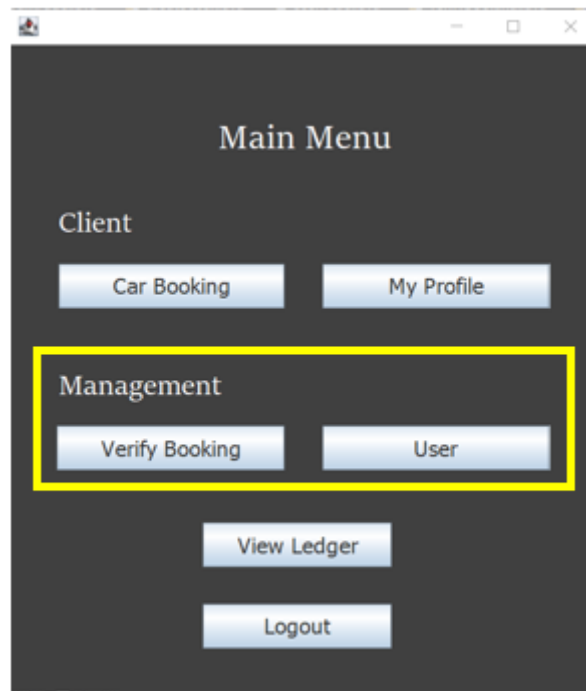 Main Menu
Client
Car Booking My Profile
Management
Verify Booking User
View Ledger
Logout